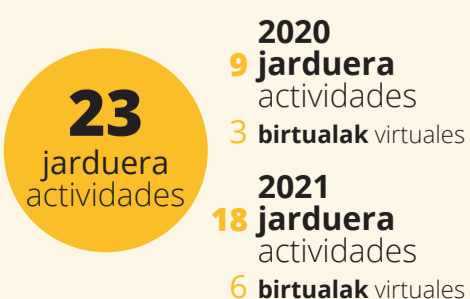 23
jarduera
actividades
2020
9 jarduera
actividades
3 birtualak virtuales
2021
18 jarduera
actividades
6 birtualak virtuales